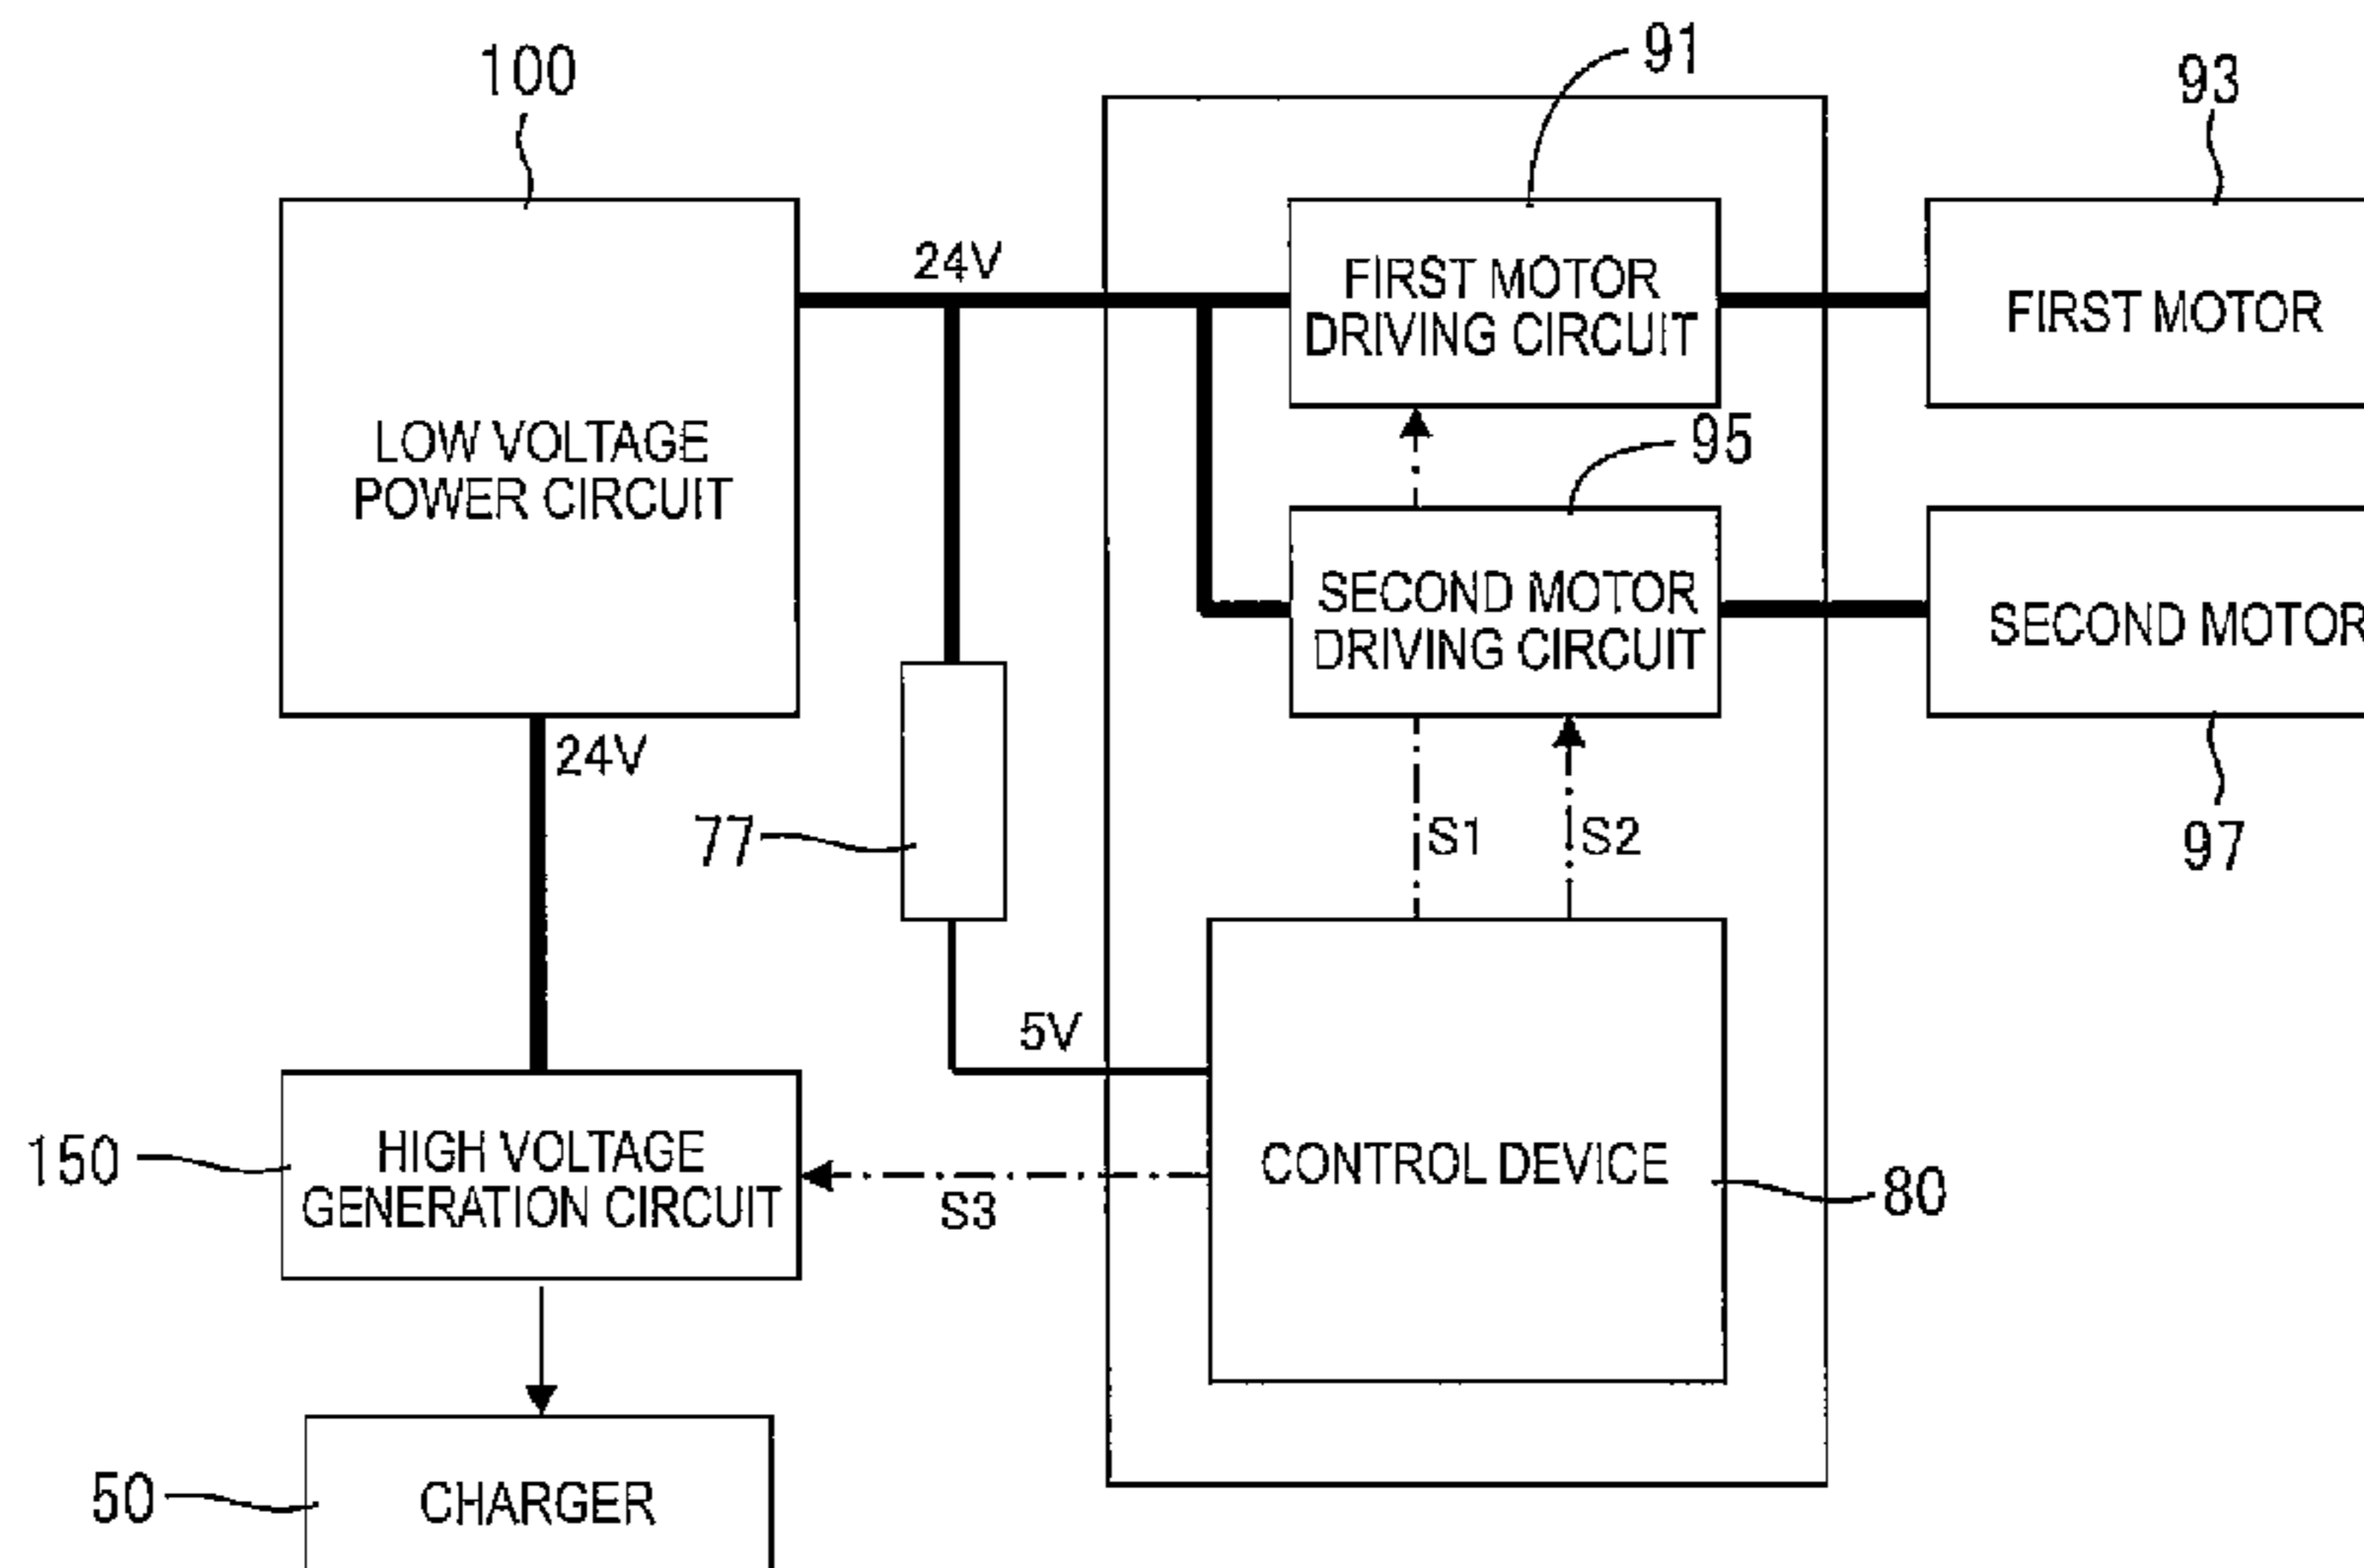 100
91
93
24V
FIRST MOTOR
DRIVING CIRCUIT
FIRST MOTOR
LOW VOLTAGE
POWER CIRCUIT
95
SECOND MOTOR
DRIVING CIRCUIT
SECOND MOTOR
24V
77
S1
S2
97
5V
150
HIGH VOLTAGE
GENERATION CIRCUIT
S3
CONTROL DEVICE
80
50
CHARGER